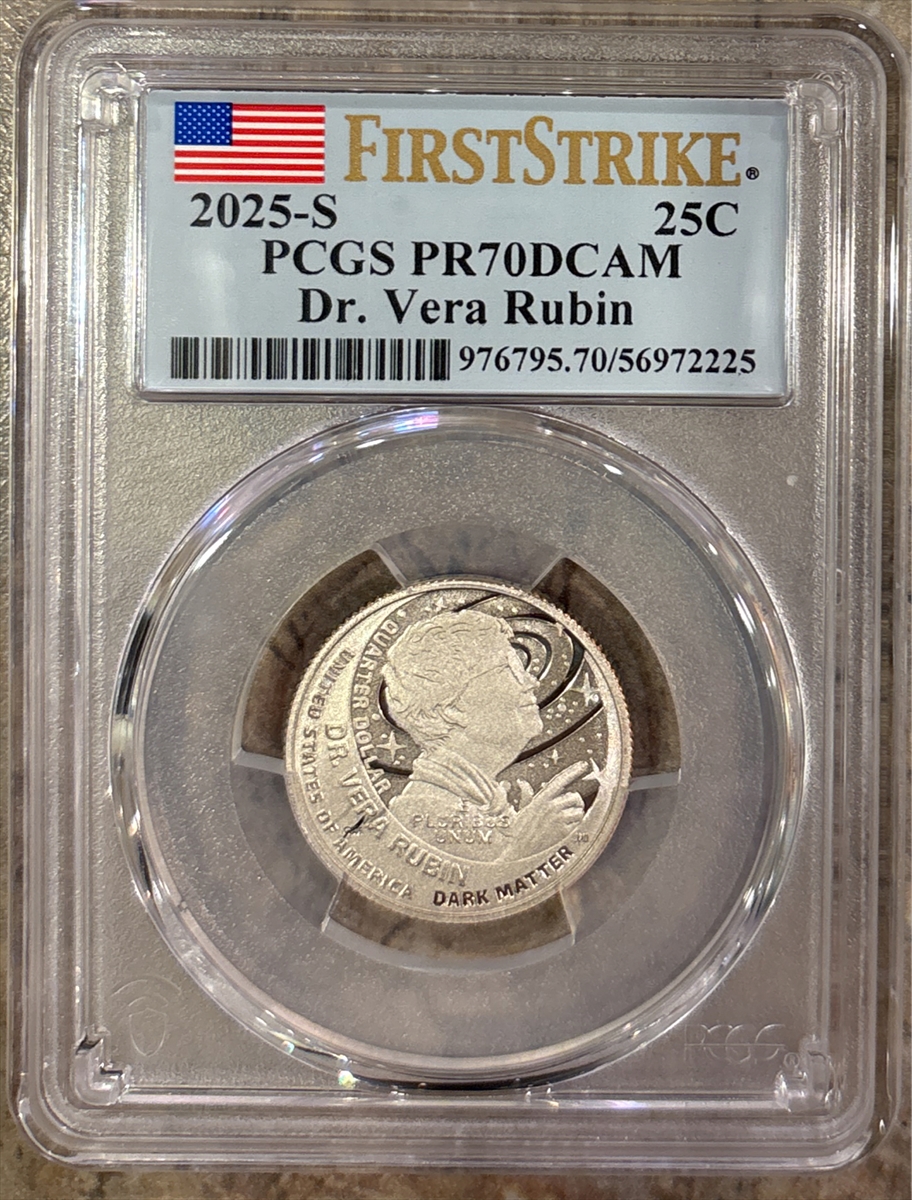 FIRSTSTRIKE®
2025-S 25C
PCGS PR70DCAM
Dr. Vera Rubin
976795.70/56972225
QUARTER DOLLAR
UNITED STATES OF AMERICA
DR. VERA RUBIN
E
PLURIBUS
UNUM
DARK MATTER
PCGS®